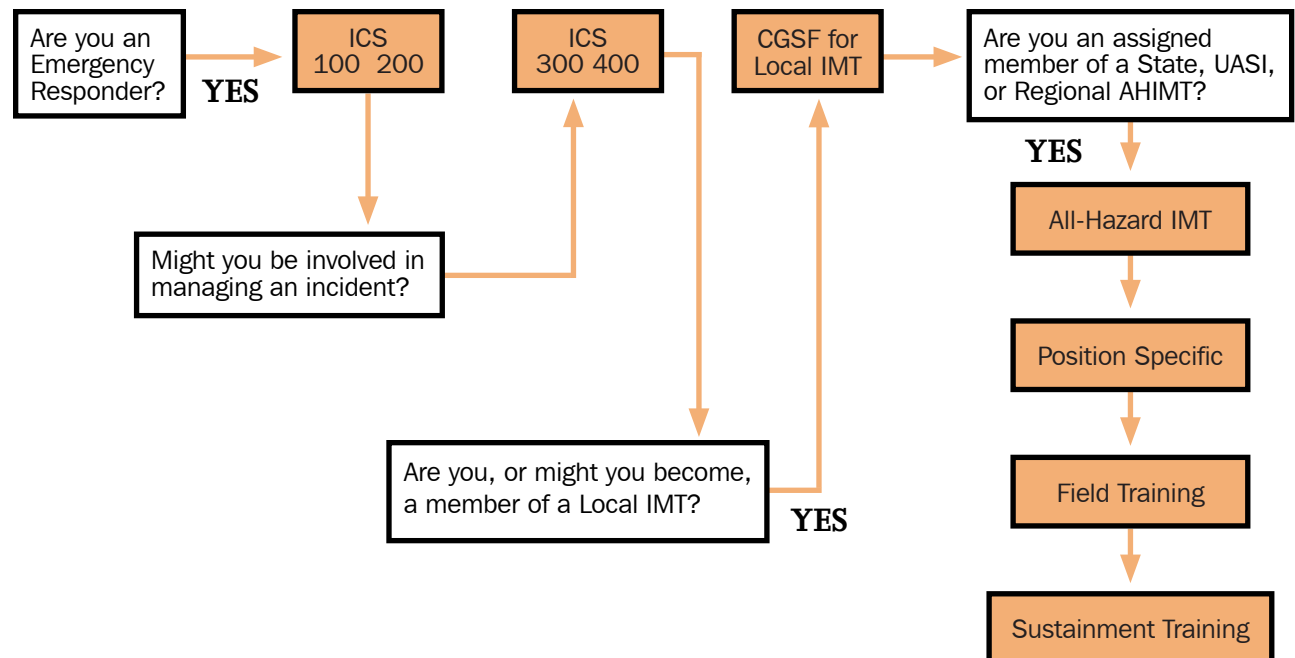 Are you an
Emergency
Responder?
YES
ICS
100 200
Might you be involved in
managing an incident?
ICS
300 400
Are you, or might you become,
a member of a Local IMT?
YES
CGSF for
Local IMT
Are you an assigned
member of a State, UASI,
or Regional AHIMT?
YES
All-Hazard IMT
Position Specific
Field Training
Sustainment Training